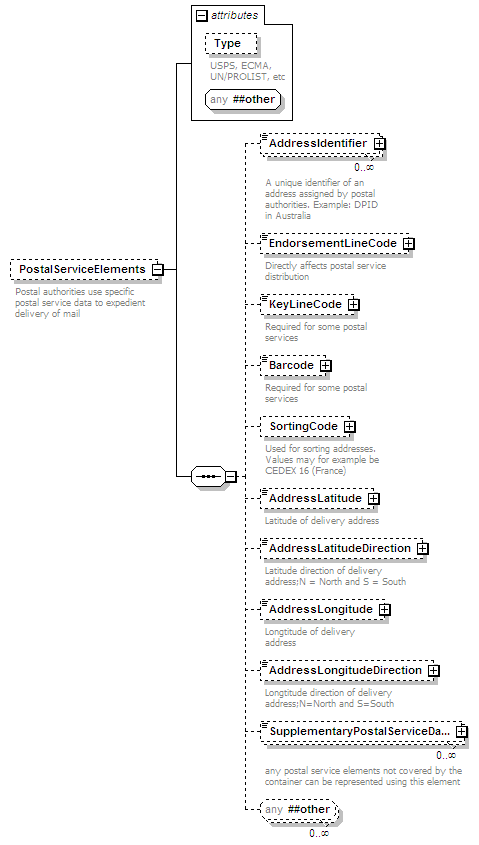 attributes
Type
USPS, ECMA,
UN/PROLIST, etc
any ##other
AddressIdentifier
0..∞
A unique identifier of an
address assigned by postal
authorities. Example: DPID
in Australia
EndorsementLineCode
Directly affects postal service
distribution
PostalServiceElements
Postal authorities use specific
postal service data to expedient
delivery of mail
KeyLineCode
Required for some postal
services
Barcode
Required for some postal
services
SortingCode
Used for sorting addresses.
Values may for example be
CEDEX 16 (France)
AddressLatitude
Latitude of delivery address
AddressLatitudeDirection
Latitude direction of delivery
address;N = North and S = South
AddressLongitude
Longtitude of delivery
address
AddressLongitudeDirection
Longtitude direction of delivery
address;N=North and S=South
SupplementaryPostalServiceDa...
0..∞
any postal service elements not covered by the
container can be represented using this element
any ##other
0..∞